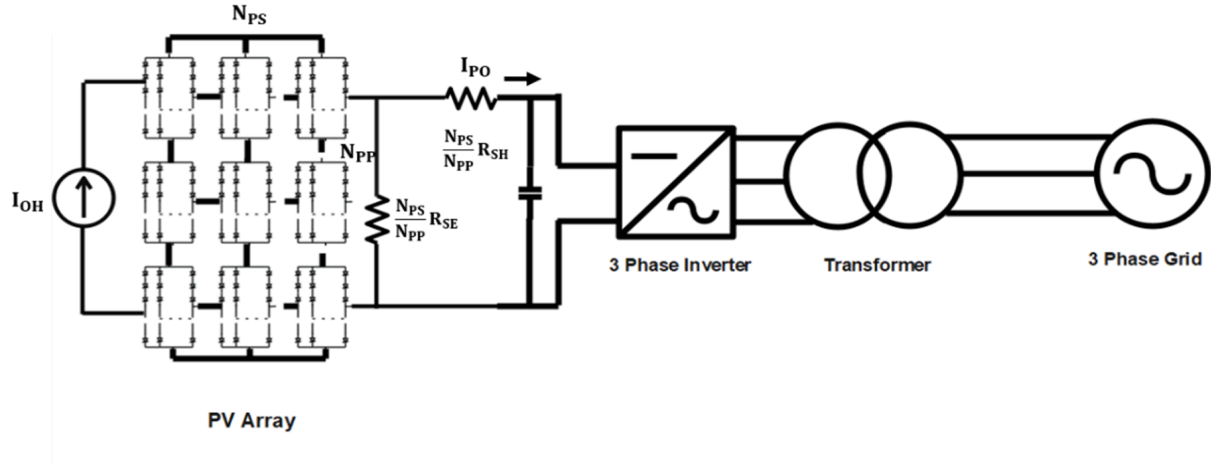 N_PS
I_PO
N_PP
N_PS/N_PP R_SH
I_OH
N_PS/N_PP R_SE
3 Phase Inverter
Transformer
3 Phase Grid
PV Array